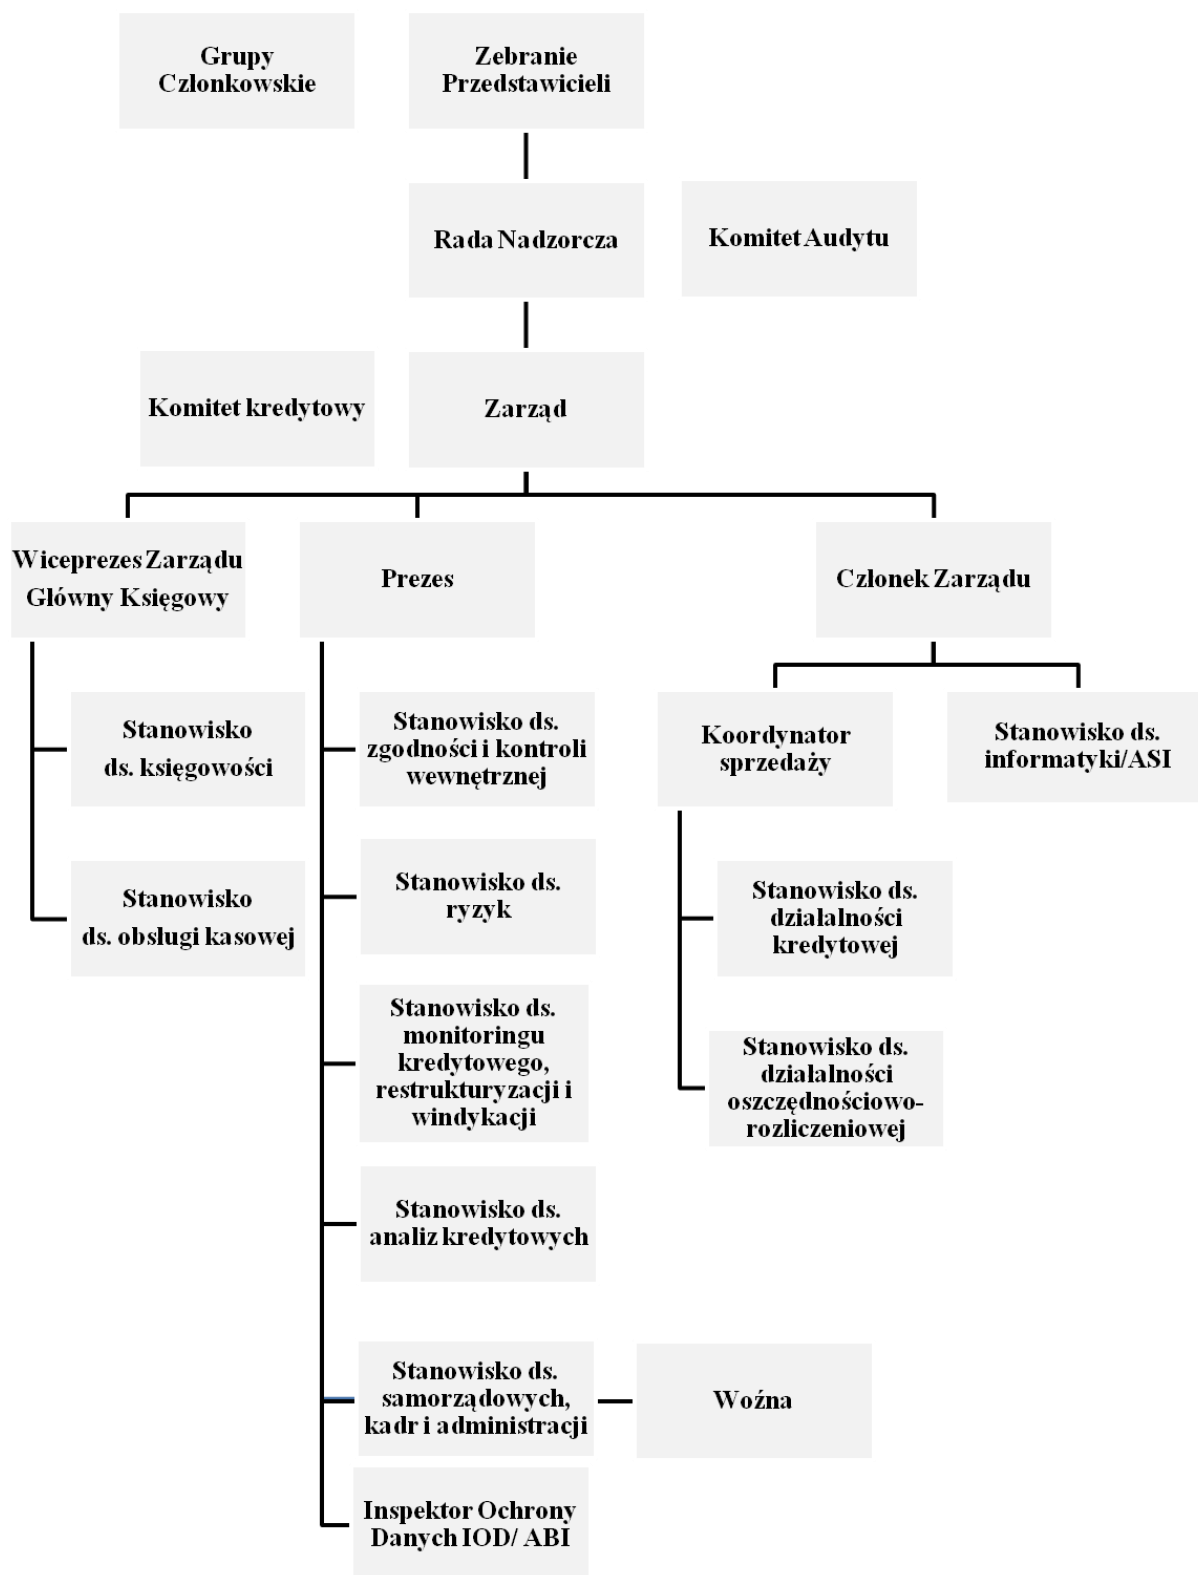 Grupy
Członkowskie
Zebranie
Przedstawicieli
Rada Nadzorcza
Komitet Audytu
Komitet kredytowy
Zarząd
Wiceprezes Zarządu
Główny Księgowy
Prezes
Członek Zarządu
Stanowisko
ds. księgowości
Stanowisko
ds. obsługi kasowej
Stanowisko ds.
zgodności i kontroli
wewnętrznej
Stanowisko ds.
ryzyk
Stanowisko ds.
monitoringu
kredytowego,
restrukturyzacji i
windykacji
Stanowisko ds.
analiz kredytowych
Stanowisko ds.
samorządowych,
kadr i administracji
Woźna
Inspektor Ochrony
Danych IOD/ ABI
Koordynator
sprzedaży
Stanowisko ds.
informatyki/ASI
Stanowisko ds.
działalności
kredytowej
Stanowisko ds.
działalności
oszczędnościowo-
rozliczeniowej